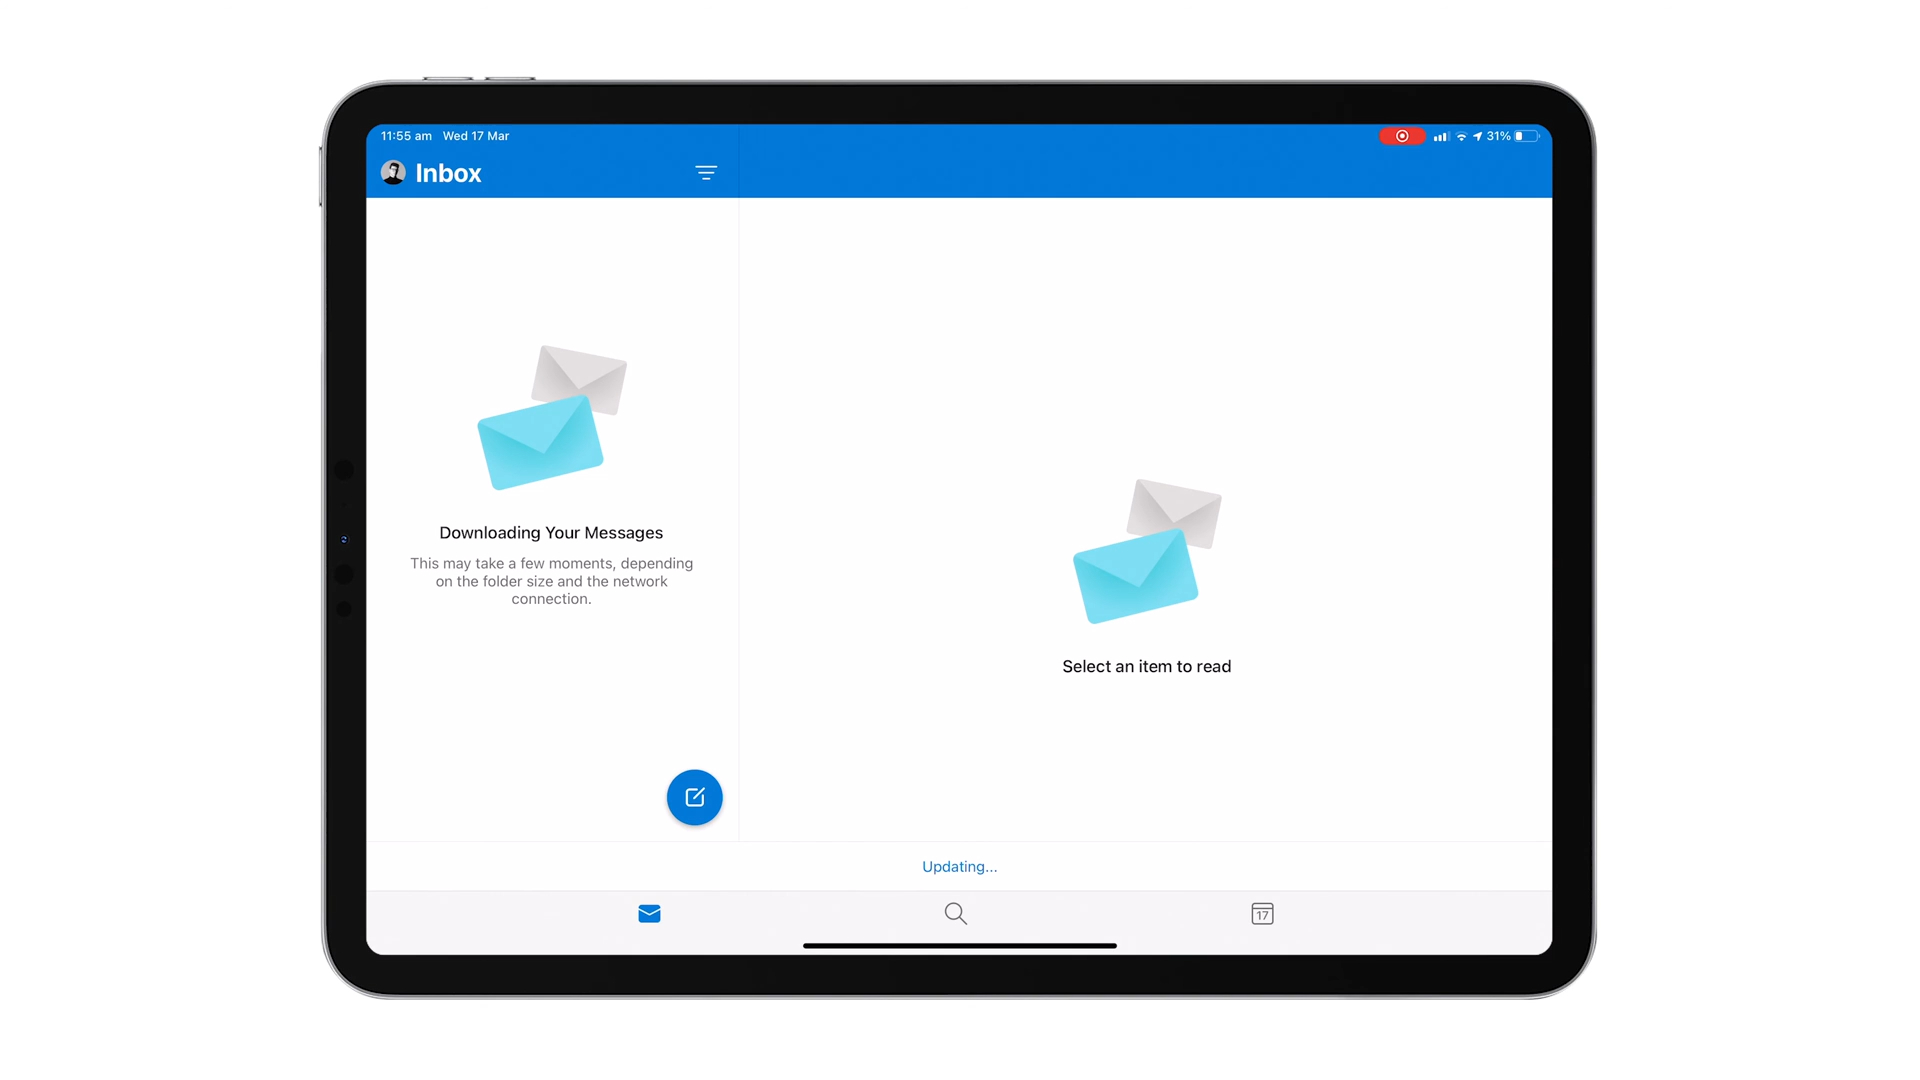 11:55 am Wed 17 Mar
31%
Inbox
Downloading Your Messages
This may take a few moments, depending
on the folder size and the network
connection.
Select an item to read
Updating...
17